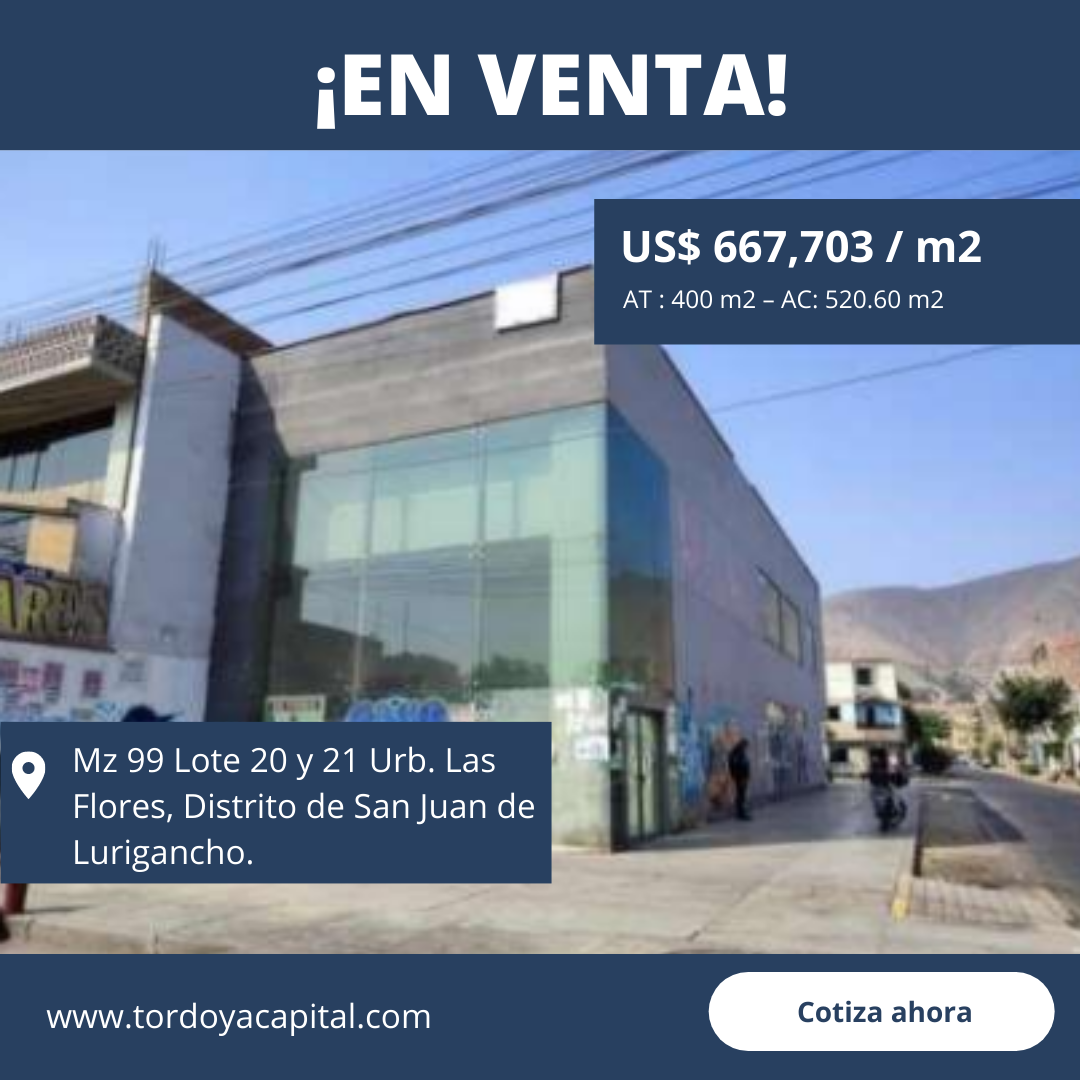 ¡EN VENTA!
US$ 667,703 / m2
AT : 400 m2 – AC: 520.60 m2
Mz 99 Lote 20 y 21 Urb. Las
Flores, Distrito de San Juan de
Lurigancho.
www.tordoyacapital.com
Cotiza ahora